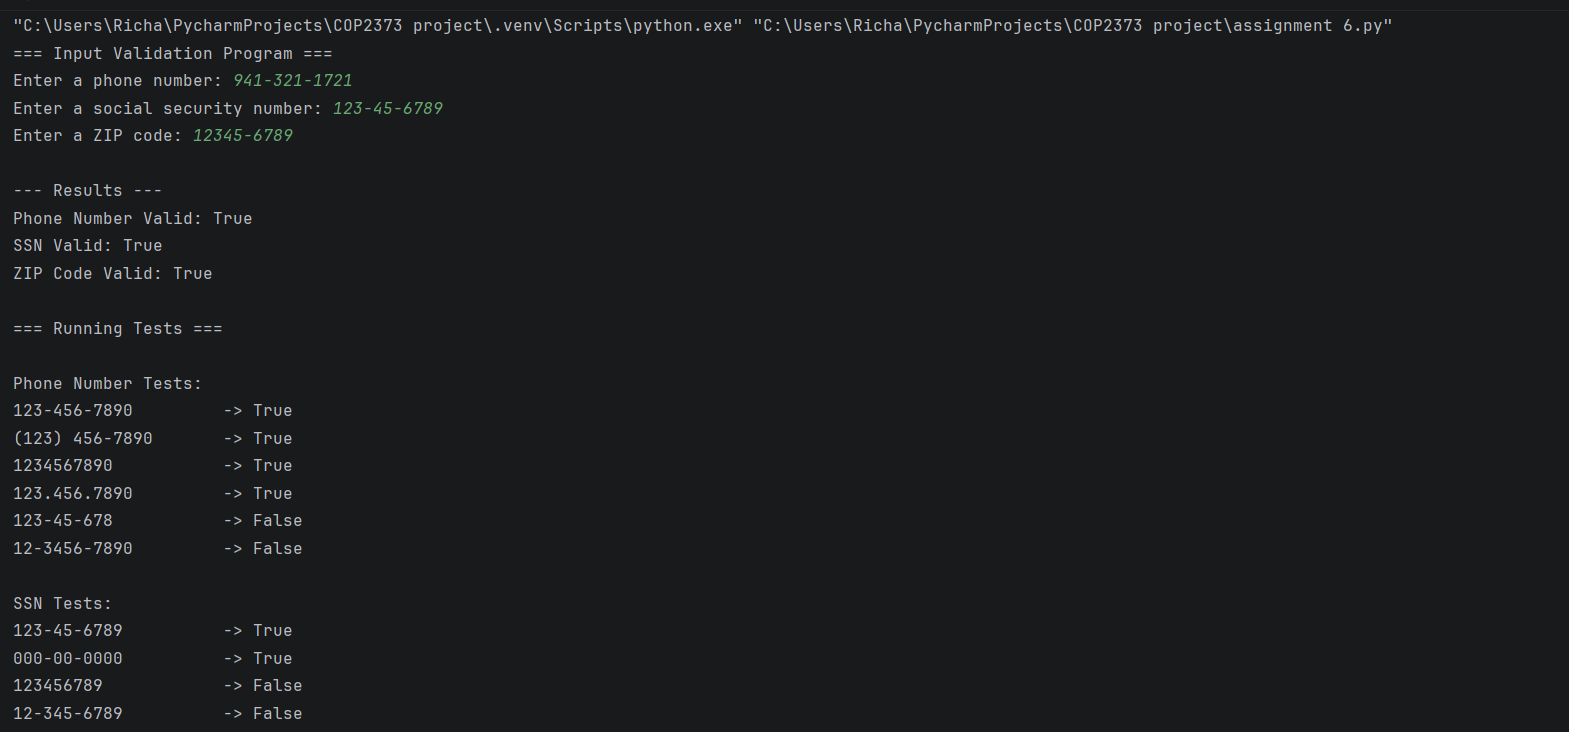 "C:\Users\Richa\PycharmProjects\COP2373 project\.venv\Scripts\python.exe" "C:\Users\Richa\PycharmProjects\COP2373 project\assignment 6.py"
=== Input Validation Program ===
Enter a phone number: 941-321-1721
Enter a social security number: 123-45-6789
Enter a ZIP code: 12345-6789
--- Results ---
Phone Number Valid: True
SSN Valid: True
ZIP Code Valid: True
=== Running Tests ===
Phone Number Tests:
123-456-7890         -> True
(123) 456-7890       -> True
1234567890           -> True
123.456.7890         -> True
123-45-678           -> False
12-3456-7890         -> False
SSN Tests:
123-45-6789          -> True
000-00-0000          -> True
123456789            -> False
12-345-6789          -> False